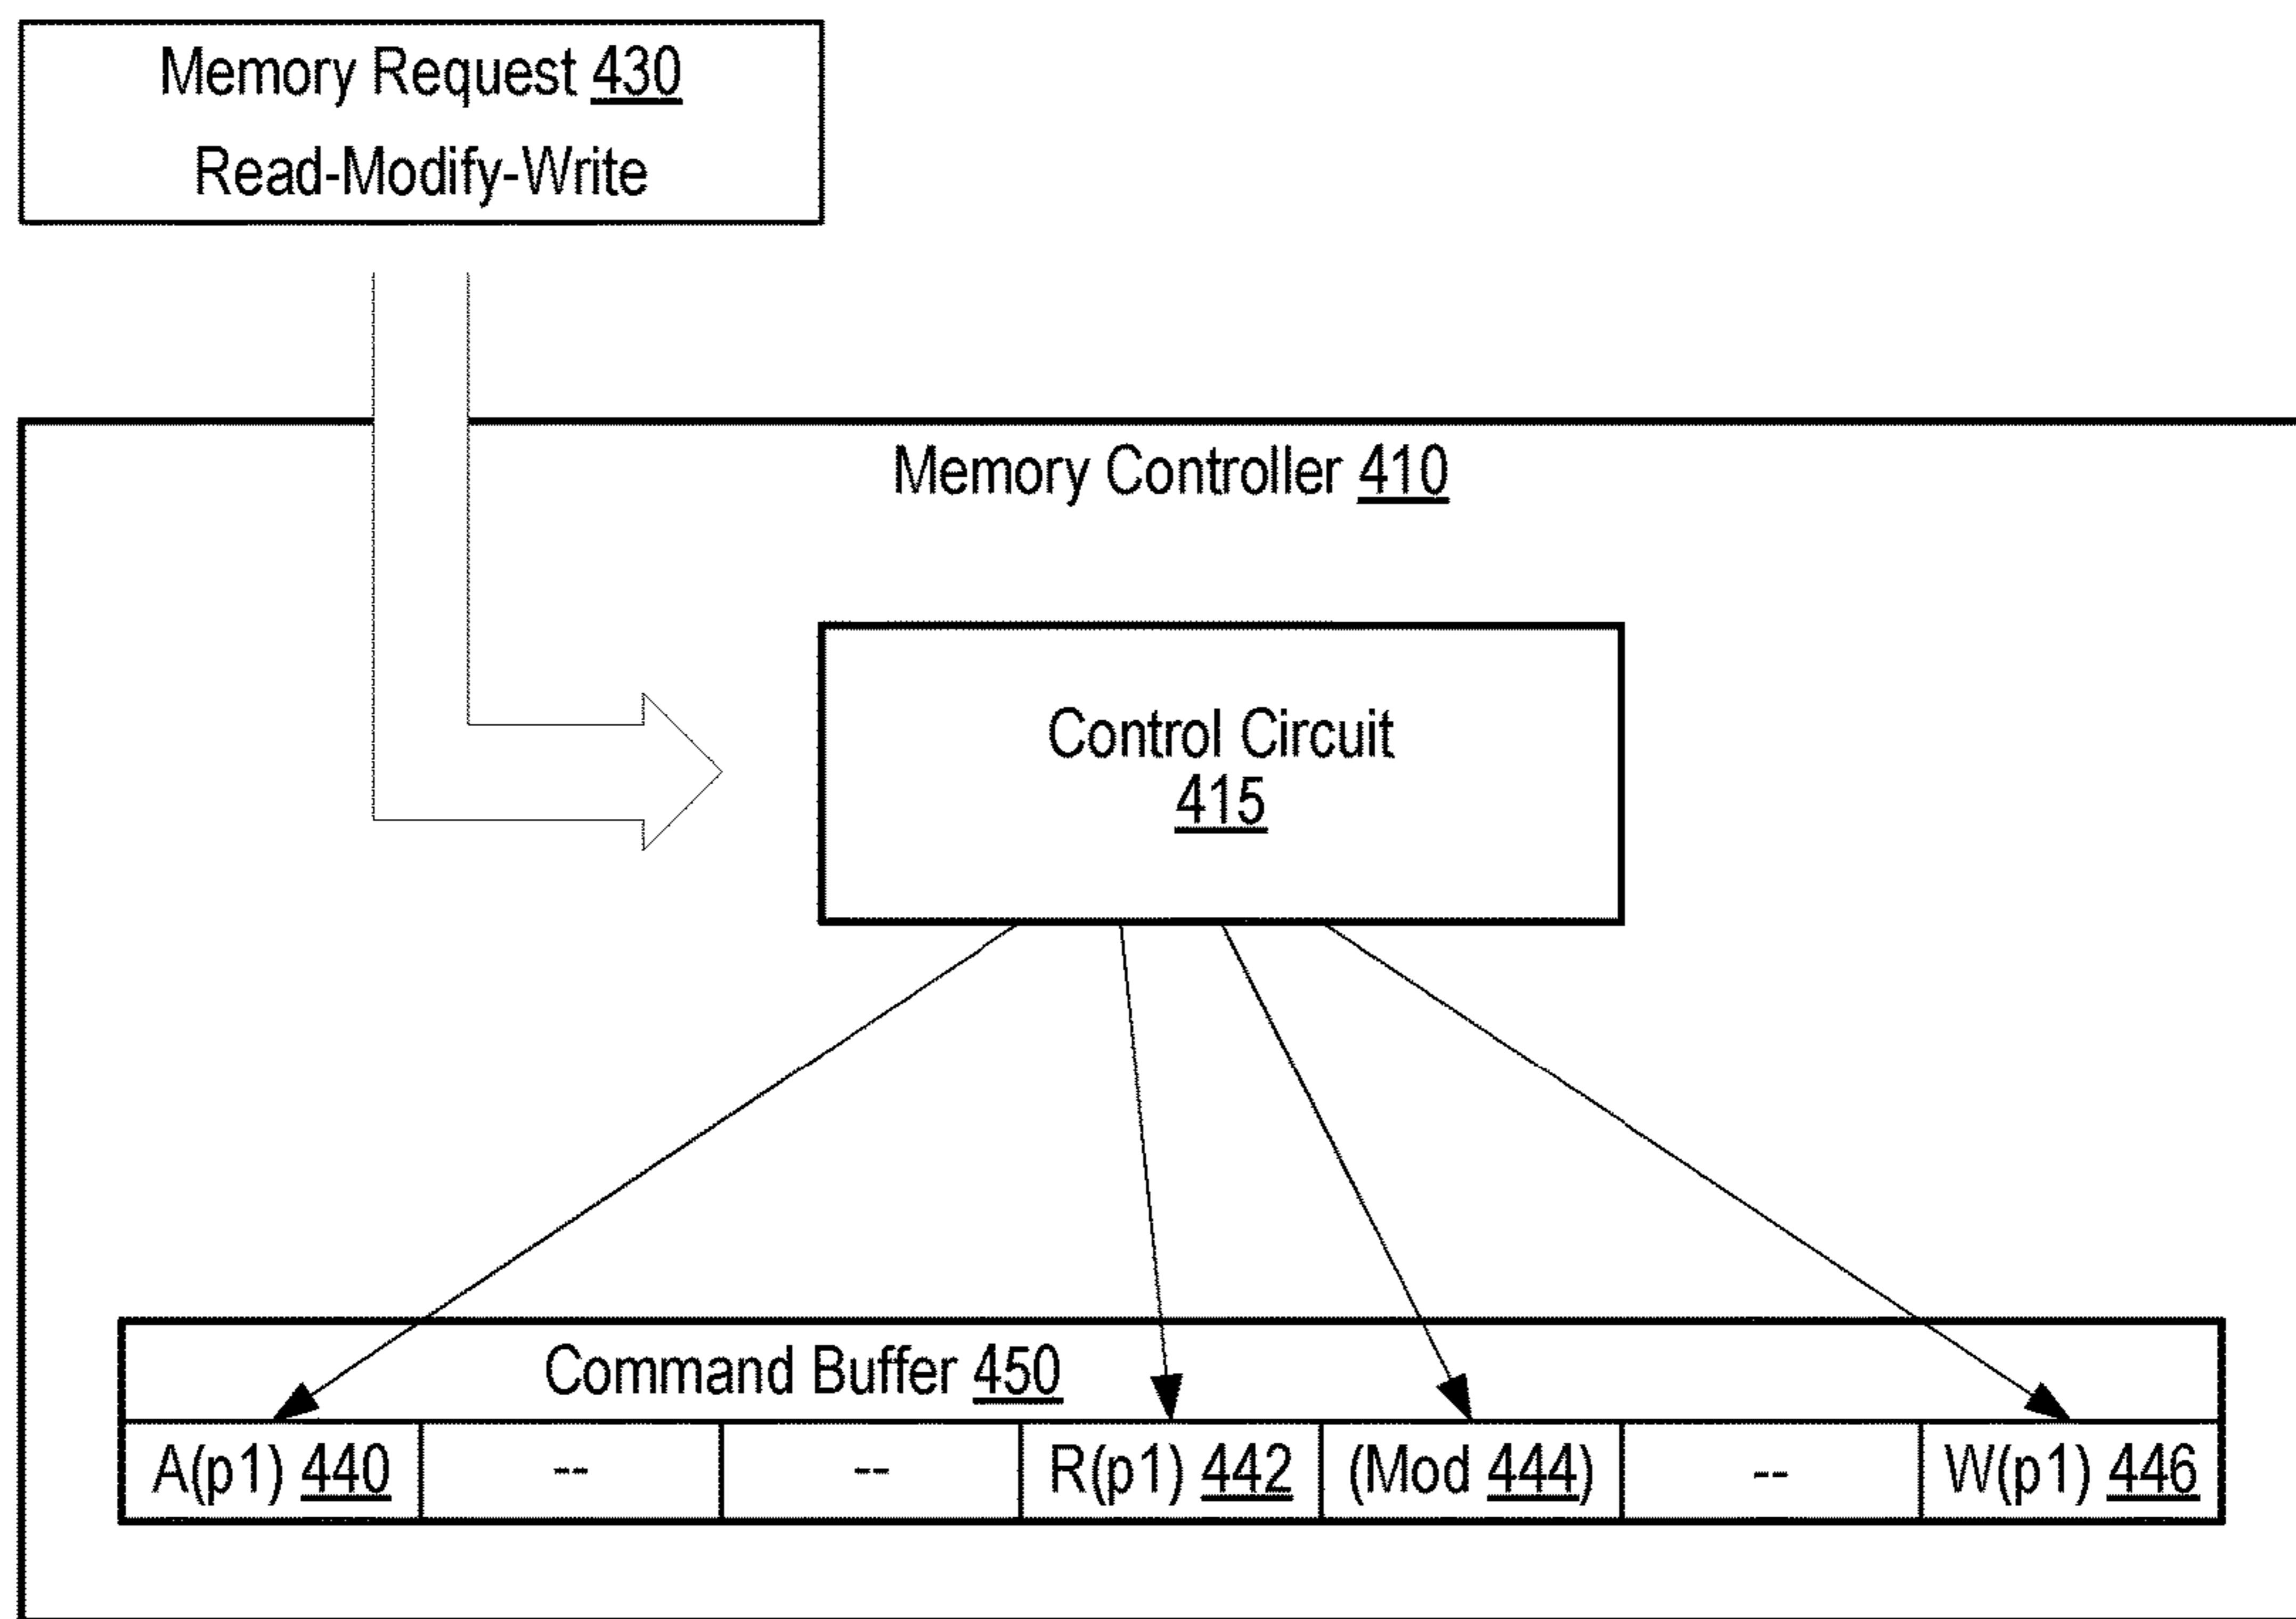 Memory Request 430
Read-Modify-Write
Memory Controller 410
Control Circuit
415
Command Buffer 450
A(p1) 440 -- -- R(p1) 442 (Mod 444) -- W(p1) 446